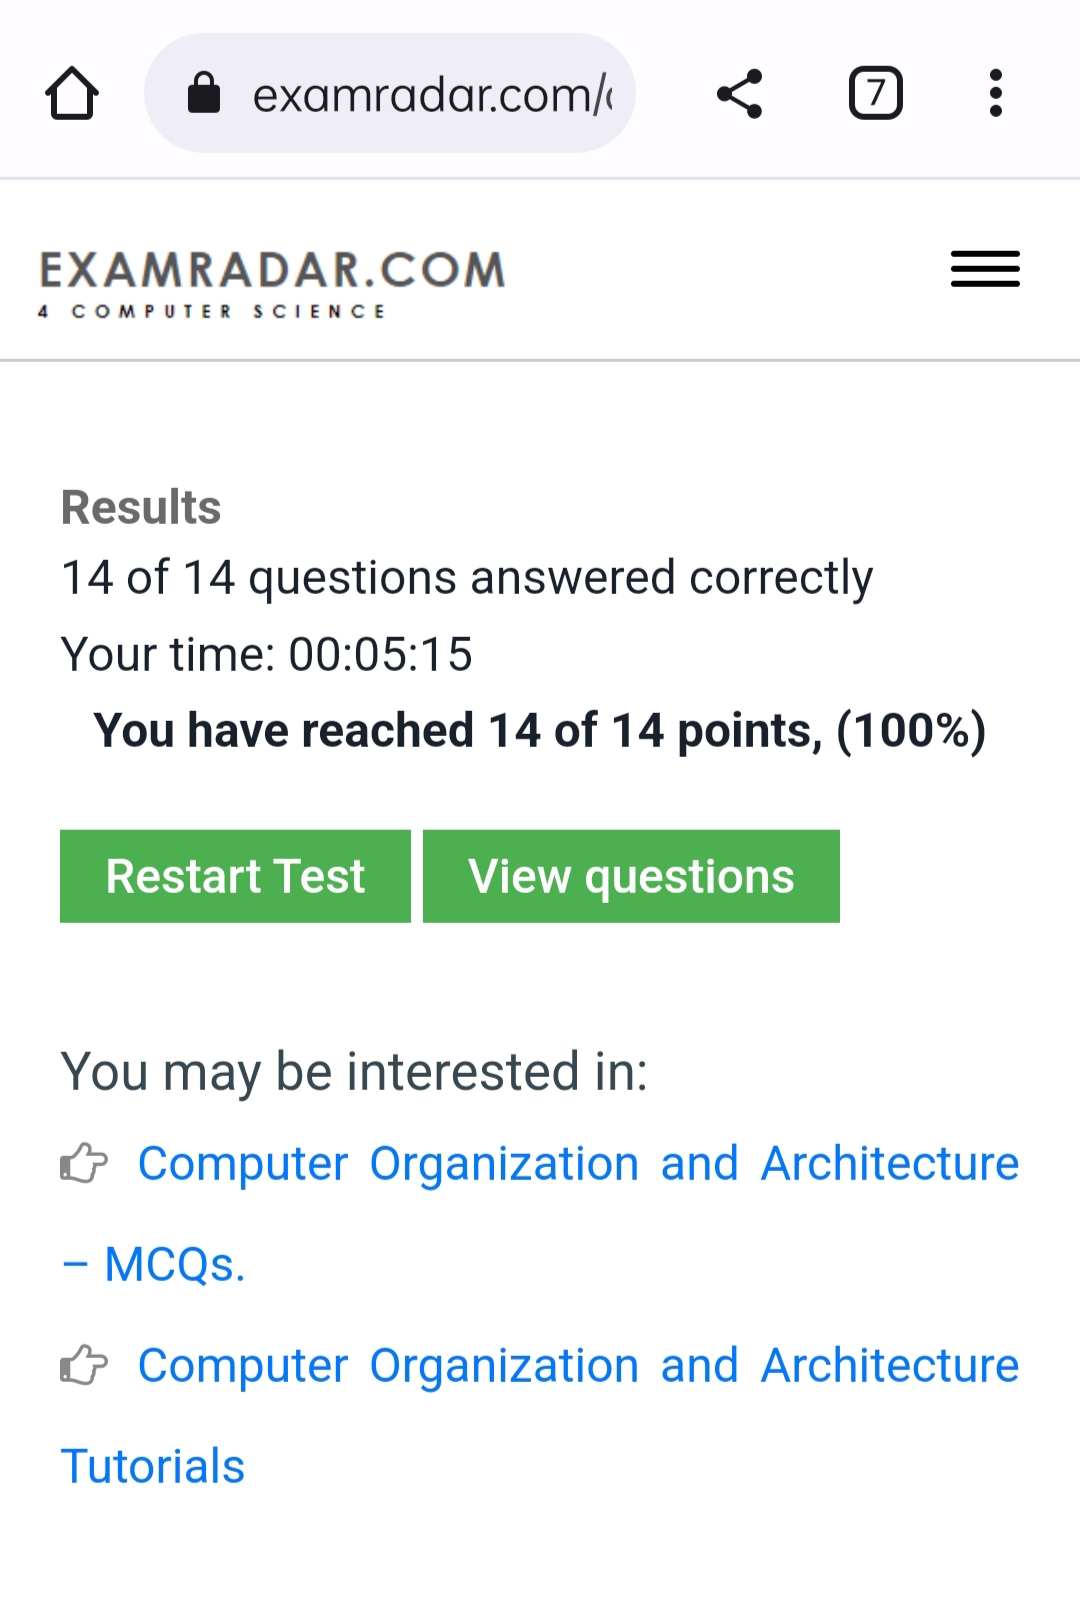 examradar.com/
7
EXAMRADAR.COM
4 COMPUTER SCIENCE
Results
14 of 14 questions answered correctly
Your time: 00:05:15
You have reached 14 of 14 points, (100%)
Restart Test
View questions
You may be interested in:
Computer Organization and Architecture
– MCQs.
Computer Organization and Architecture
Tutorials